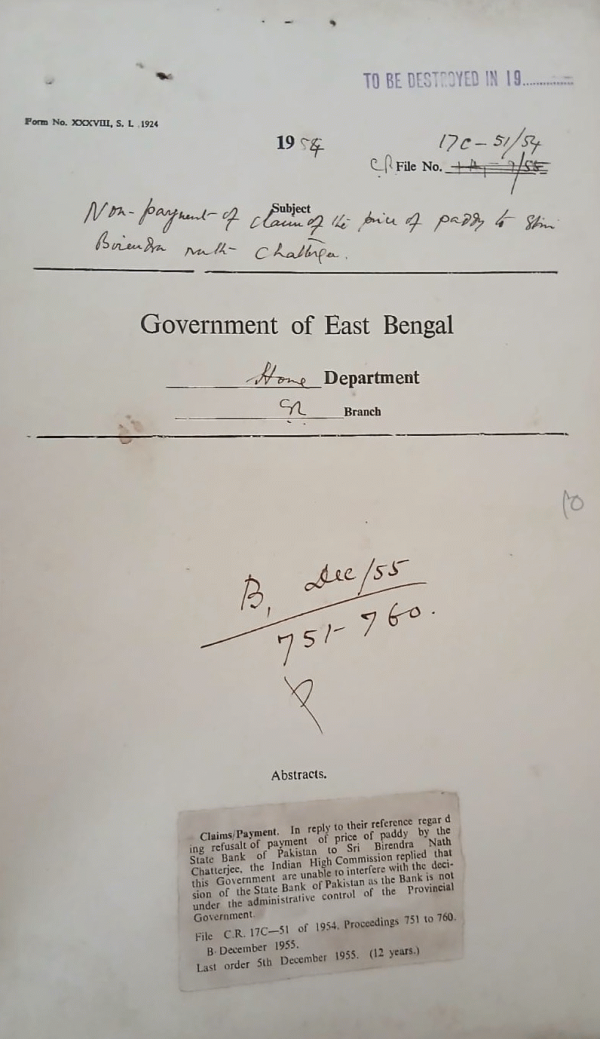 TO BE DESTROYED IN 19..............
Form No. XXXVIII, S. I. 1924
1954
17C-51/54
C.R File No.
Subject
Non-payment of claim of the price of paddy to Shri
Birendra Nath Chatterjee.
Government of East Bengal
Home Department
CR Branch
B, Dec/55
751-760.
Abstracts.
Claims/Payment. In reply to their reference regar d
ing refusalt of payment of price of paddy by the
State Bank of Pakistan to Sri Birendra Nath
Chatterjee, the Indian High Commission replied that
this Government are unable to interfere with the deci-
sion of the State Bank of Pakistan as the Bank is not
under the administrative control of the Provincial
Government.
File C.R. 17C—51 of 1954. Proceedings 751 to 760.
B December 1955.
Last order 5th December 1955. (12 years.)